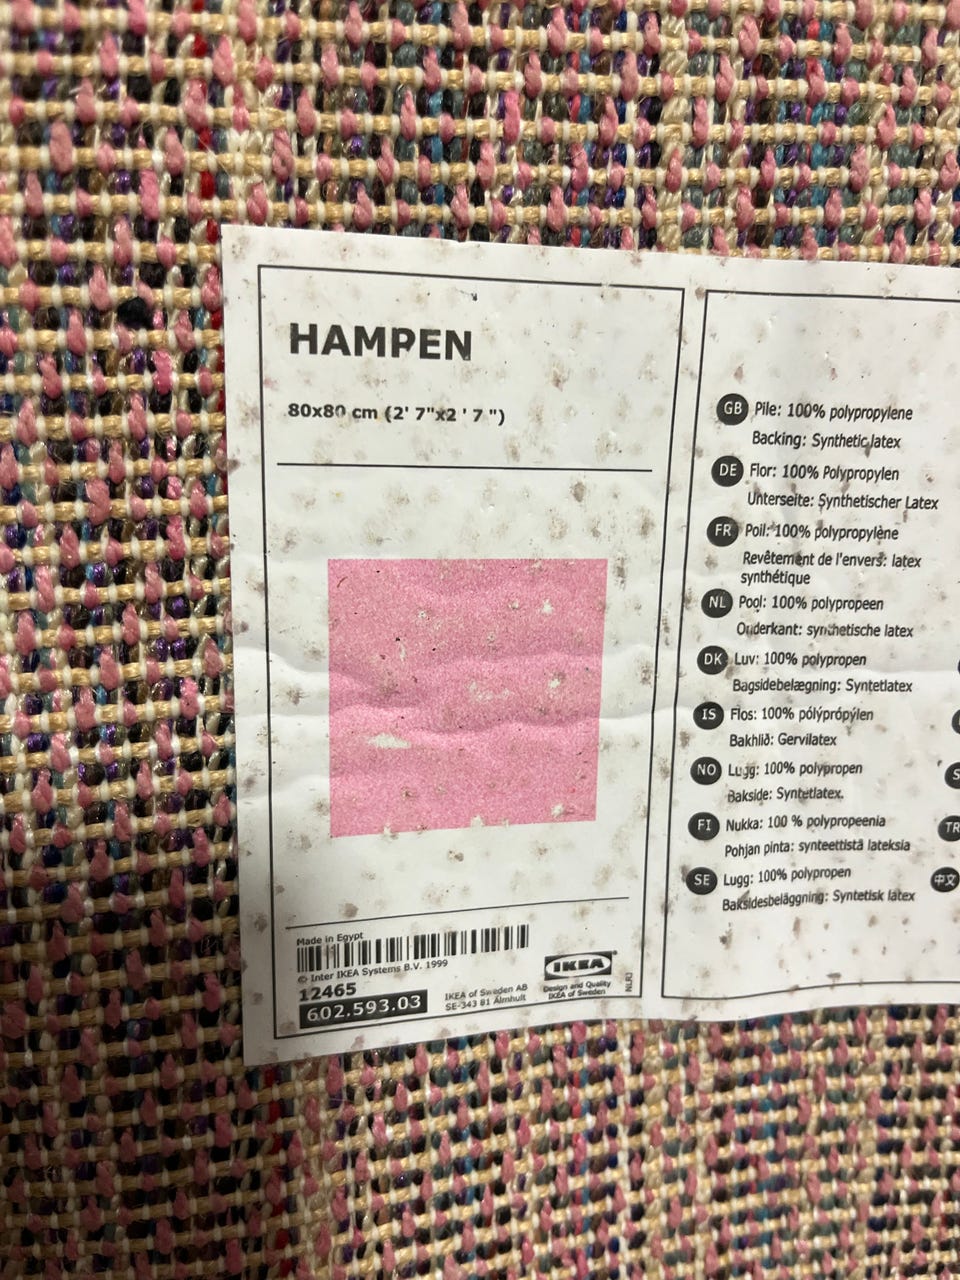 HAMPEN
80x80 cm (2' 7"x2 ' 7 ")
Made in Egypt
© Inter IKEA Systems B.V. 1999
12465
602.593.03
IKEA of Sweden AB
SE-343 81 Älmhult
IKEA
Design and Quality
IKEA of Sweden
GB Pile: 100% polypropylene
Backing: Synthetic latex
DE Flor: 100% Polypropylen
Unterseite: Synthetischer Latex
FR Poil: 100% polypropylène
Revêtement de l'envers: latex
synthétique
NL Pool: 100% polypropeen
Onderkant: synthetische latex
DK Luv: 100% polypropen
Bagsidebelægning: Syntetlatex
IS Flos: 100% pólýprópýlen
Bakhlið: Gervilatex
NO Lugg: 100% polypropen
Bakside: Syntetlatex.
FI Nukka: 100 % polypropeenia
Pohjan pinta: synteettistä lateksia
SE Lugg: 100% polypropen
Baksidesbeläggning: Syntetisk latex
TR
中文